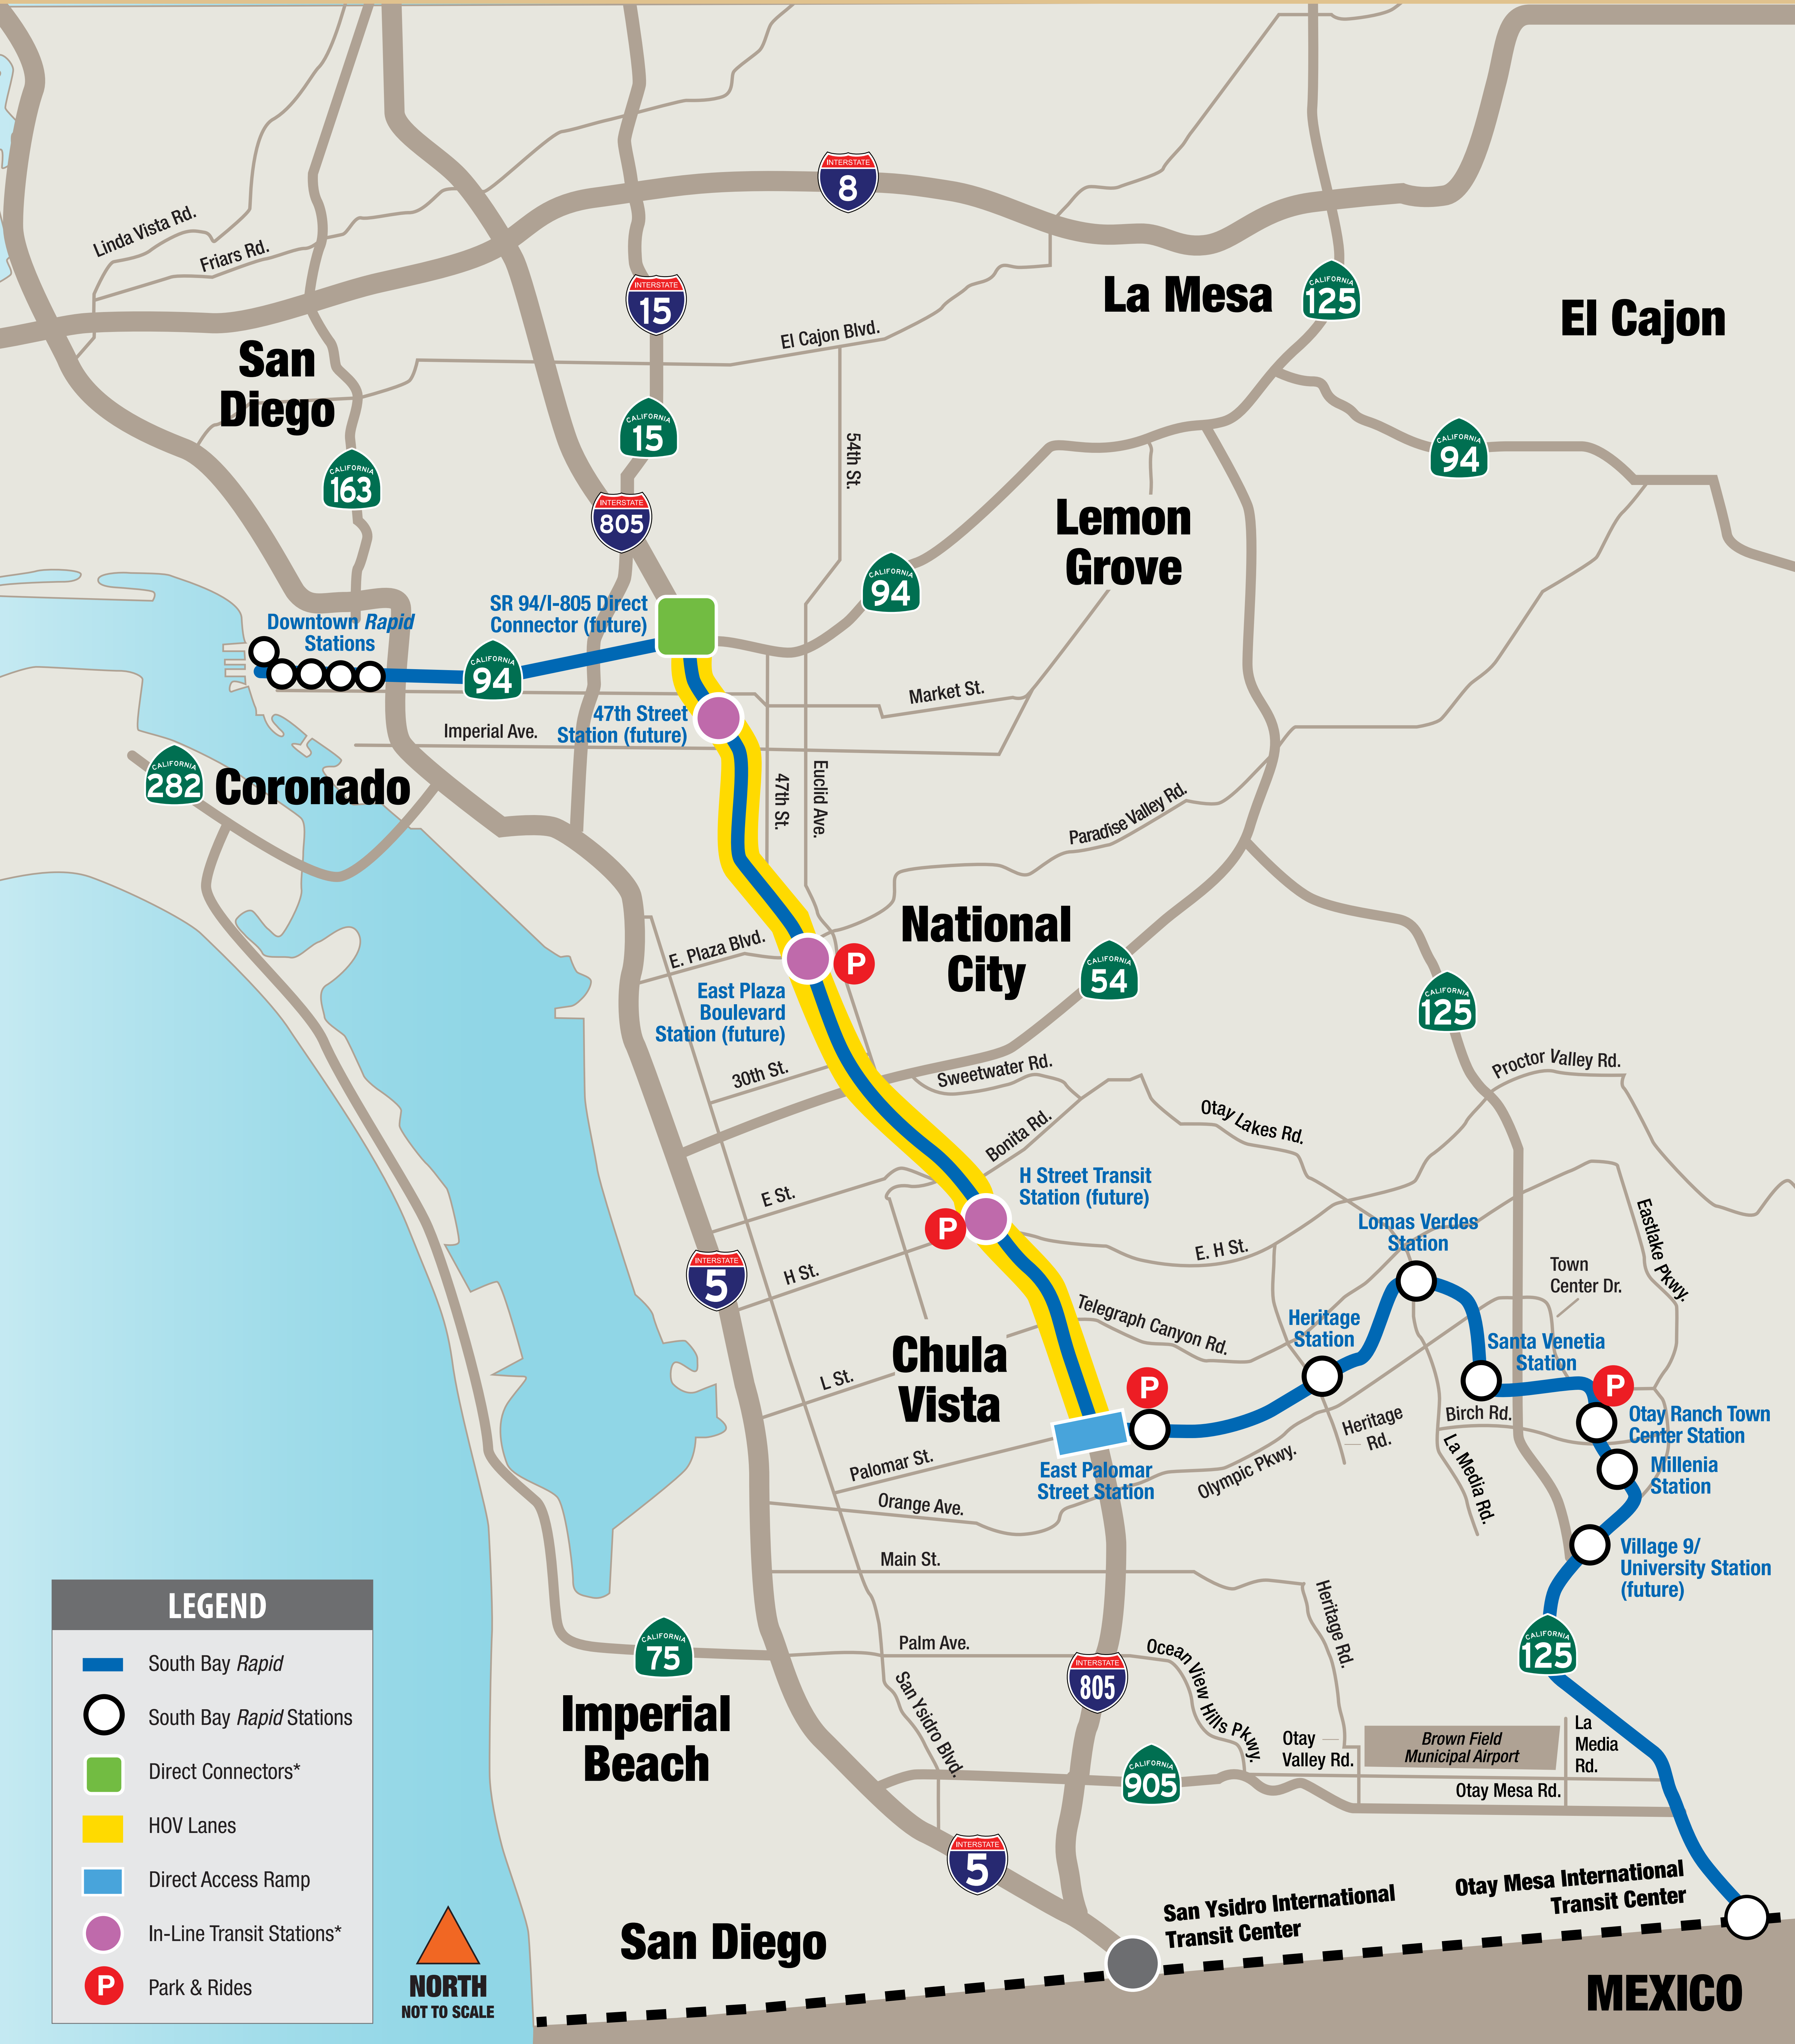 INTERSTATE
8
Linda Vista Rd.
Friars Rd.
INTERSTATE
15
La Mesa
CALIFORNIA
125
El Cajon
El Cajon Blvd.
San
Diego
CALIFORNIA
15
54th St.
CALIFORNIA
94
CALIFORNIA
163
INTERSTATE
805
Lemon
Grove
CALIFORNIA
94
SR 94/I-805 Direct
Connector (future)
Downtown Rapid
Stations
CALIFORNIA
94
Market St.
47th Street
Station (future)
Imperial Ave.
CALIFORNIA
282
Coronado
47th St.
Euclid Ave.
Paradise Valley Rd.
National
City
E. Plaza Blvd.
P
CALIFORNIA
54
CALIFORNIA
125
East Plaza
Boulevard
Station (future)
30th St.
Sweetwater Rd.
Proctor Valley Rd.
Otay Lakes Rd.
Bonita Rd.
H Street Transit
Station (future)
E St.
P
Lomas Verdes
Station
Eastlake Pkwy.
E. H St.
INTERSTATE
5
H St.
Town
Center Dr.
Telegraph Canyon Rd.
Heritage
Station
Santa Venetia
Station
Chula
Vista
L St.
P
P
Heritage
Rd.
Birch Rd.
Otay Ranch Town
Center Station
Palomar St.
East Palomar
Street Station
Olympic Pkwy.
La Media Rd.
Millenia
Station
Orange Ave.
Main St.
Village 9/
University Station
(future)
Heritage Rd.
CALIFORNIA
75
Palm Ave.
Ocean View Hills Pkwy.
CALIFORNIA
125
INTERSTATE
805
San Ysidro Blvd.
Imperial
Beach
Otay
Valley Rd.
Brown Field
Municipal Airport
La
Media
Rd.
CALIFORNIA
905
Otay Mesa Rd.
INTERSTATE
5
San Ysidro International
Transit Center
Otay Mesa International
Transit Center
San Diego
MEXICO
LEGEND
South Bay Rapid
South Bay Rapid Stations
Direct Connectors*
HOV Lanes
Direct Access Ramp
In-Line Transit Stations*
P Park & Rides
NORTH
NOT TO SCALE